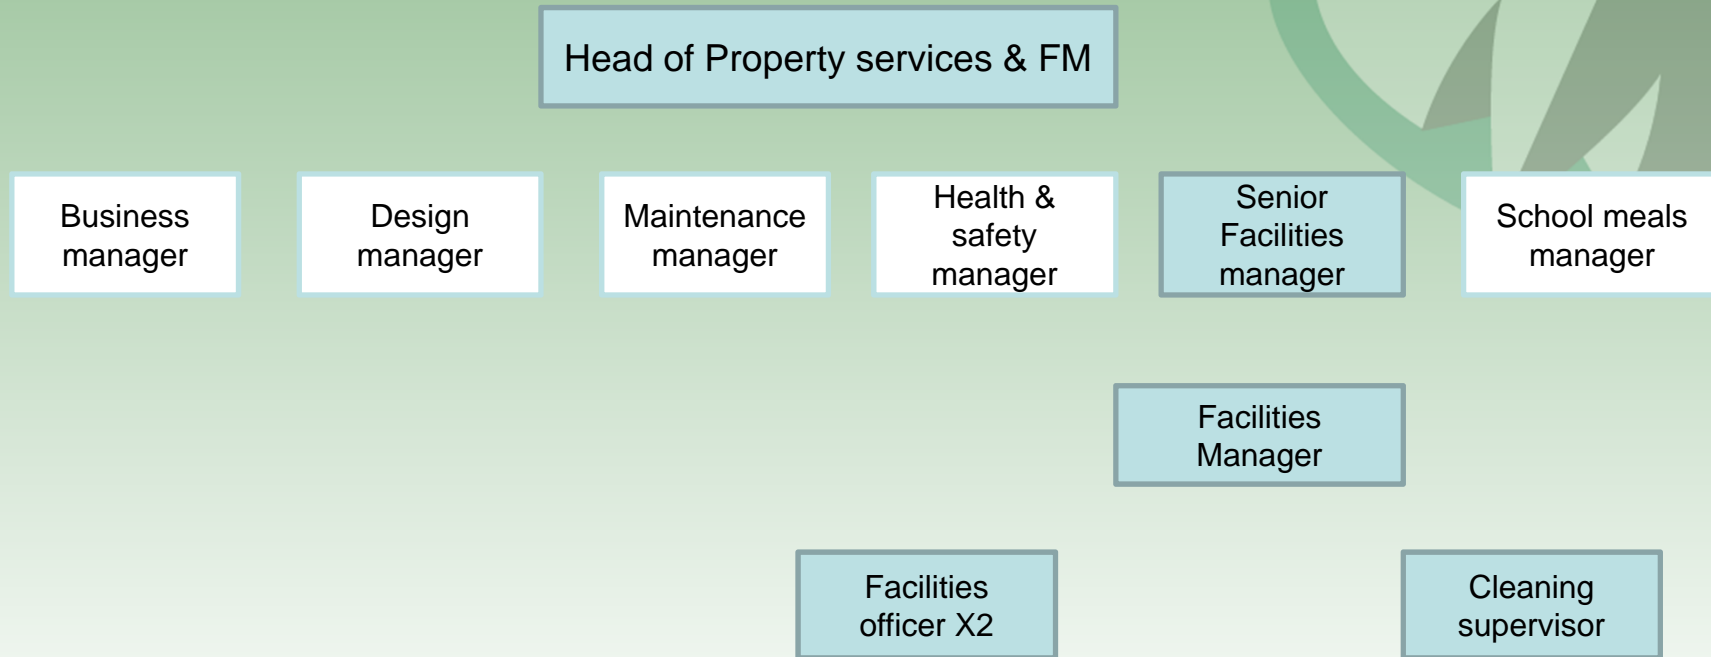 Head of Property services & FM
Business
manager
Design
manager
Maintenance
manager
Health &
safety
manager
Senior
Facilities
manager
School meals
manager
Facilities
Manager
Facilities
officer X2
Cleaning
supervisor